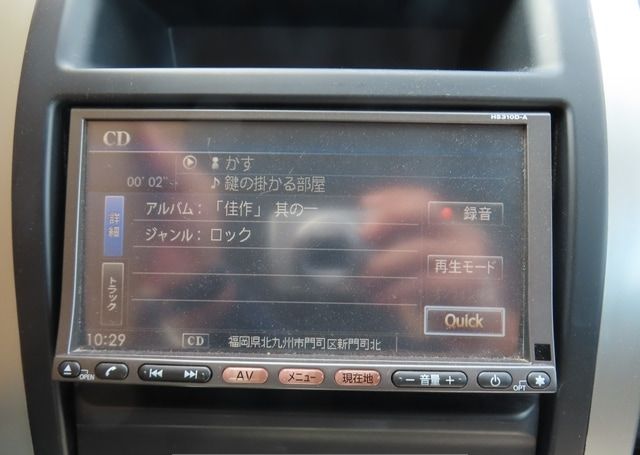 HS310D-A
CD
かす
00'02"
鍵の掛かる部屋
詳細
アルバム：「佳作」 其の一
録音
ジャンル：ロック
トラック
再生モード
Quick
10:29 CD 福岡県北九州市門司区新門司北
OPEN AV メニュー 現在地 − 音量 + OPT